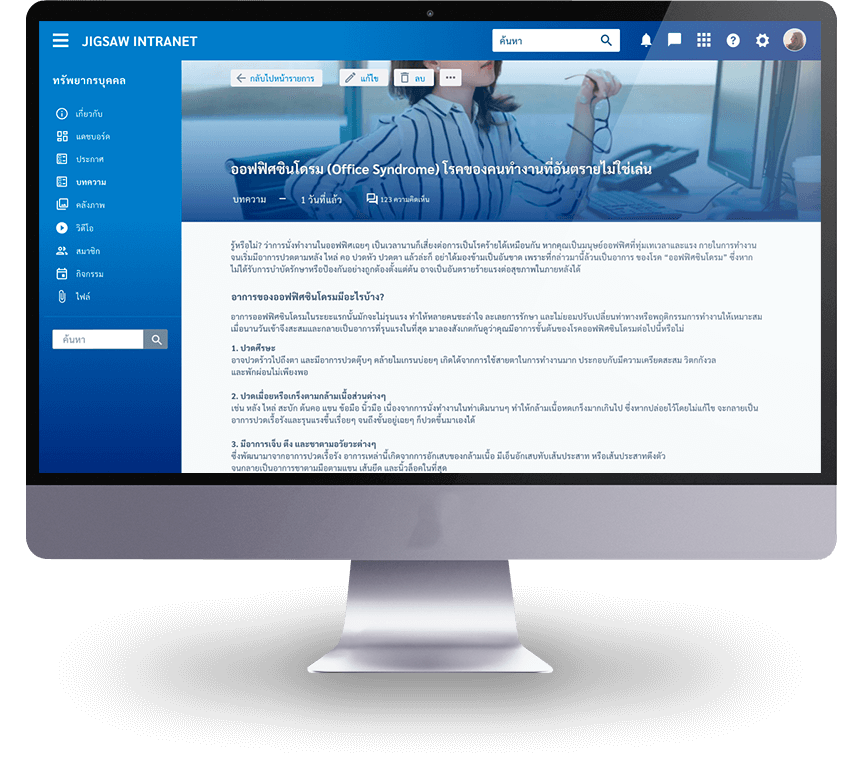 JIGSAW INTRANET
ค้นหา
ทรัพยากรบุคคล
เกี่ยวกับ
แดชบอร์ด
ประกาศ
บทความ
คลังภาพ
วิดีโอ
สมาชิก
กิจกรรม
ไฟล์
ค้นหา
กลับไปหน้ารายการ
แก้ไข
ลบ
ออฟฟิศซินโดรม (Office Syndrome) โรคของคนทำงานที่อันตรายไม่ใช่เล่น
บทความ – 1 วันที่แล้ว 123 ความคิดเห็น
รู้หรือไม่? ว่าการนั่งทำงานในออฟฟิศเฉยๆ เป็นเวลานานก็เสี่ยงต่อการเป็นโรคร้ายได้เหมือนกัน หากคุณเป็นมนุษย์ออฟฟิศที่ทุ่มเทเวลาและแรง ภายในการทำงาน
จนเริ่มมีอาการปวดตามหลัง ไหล่ คอ ปวดหัว ปวดตา แล้วล่ะก็ อย่าได้มองข้ามเป็นอันขาด เพราะที่กล่าวมานี้ล้วนเป็นอาการ ของโรค “ออฟฟิศซินโดรม” ซึ่งหาก
ไม่ได้รับการบำบัดรักษาหรือป้องกันอย่างถูกต้องตั้งแต่ต้น อาจเป็นอันตรายร้ายแรงต่อสุขภาพในภายหลังได้
อาการของออฟฟิศซินโดรมมีอะไรบ้าง?
อาการออฟฟิศซินโดรมในระยะแรกนั้นมักจะไม่รุนแรง ทำให้หลายคนชะล่าใจ ละเลยการรักษา และไม่ยอมปรับเปลี่ยนท่าทางหรือพฤติกรรมการทำงานให้เหมาะสม
เมื่อนานวันเข้าจึงสะสมและกลายเป็นอาการที่รุนแรงในที่สุด มาลองสังเกตกันดูว่าคุณมีอาการขั้นต้นของโรคออฟฟิศซินโดรมต่อไปนี้หรือไม่
1. ปวดศีรษะ
อาจปวดร้าวไปถึงตา และมีอาการปวดตุ๊บๆ คล้ายไมเกรนบ่อยๆ เกิดได้จากการใช้สายตาในการทำงานมาก ประกอบกับมีความเครียดสะสม วิตกกังวล
และพักผ่อนไม่เพียงพอ
2. ปวดเมื่อยหรือเกร็งตามกล้ามเนื้อส่วนต่างๆ
เช่น หลัง ไหล่ สะบัก ต้นคอ แขน ข้อมือ นิ้วมือ เนื่องจากการนั่งทำงานในท่าเดิมนานๆ ทำให้กล้ามเนื้อหดเกร็งมากเกินไป ซึ่งหากปล่อยไว้โดยไม่แก้ไข จะกลายเป็น
อาการปวดเรื้อรังและรุนแรงขึ้นเรื่อยๆ จนถึงขั้นอยู่เฉยๆ ก็ปวดขึ้นมาเองได้
3. มีอาการเจ็บ ตึง และชาตามอวัยวะต่างๆ
ซึ่งพัฒนามาจากอาการปวดเรื้อรัง อาการเหล่านี้เกิดจากการอักเสบของกล้ามเนื้อ มีเอ็นอักเสบทับเส้นประสาท หรือเส้นประสาทตึงตัว
จนกลายเป็นอาการชาตามมือตามแขน เส้นยึด และนิ้วล็อคในที่สุด